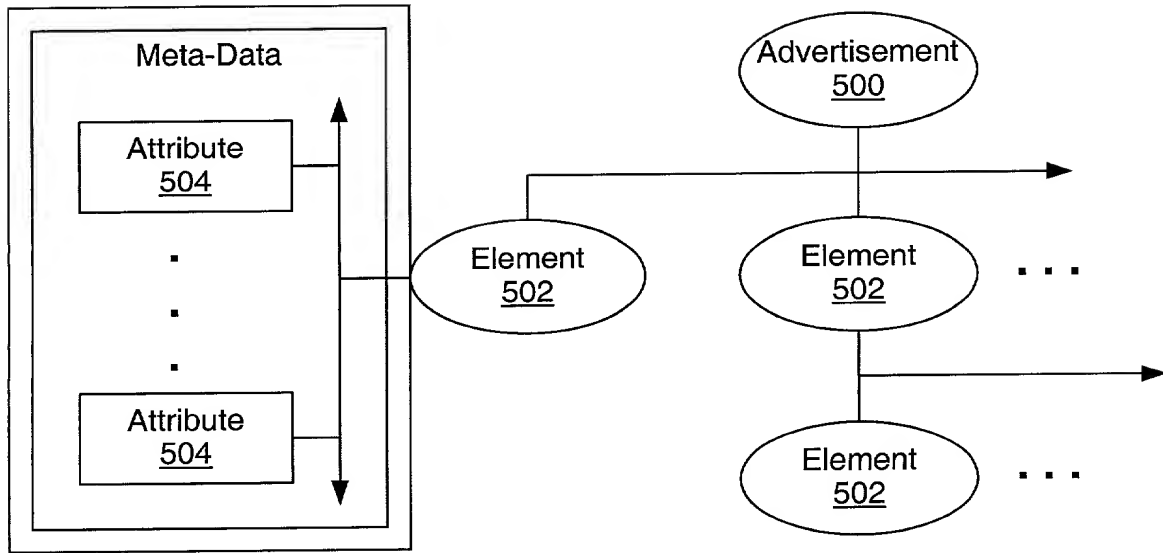 Meta-Data
Attribute
504
Attribute
504
Advertisement
500
Element
502
Element
502
Element
502